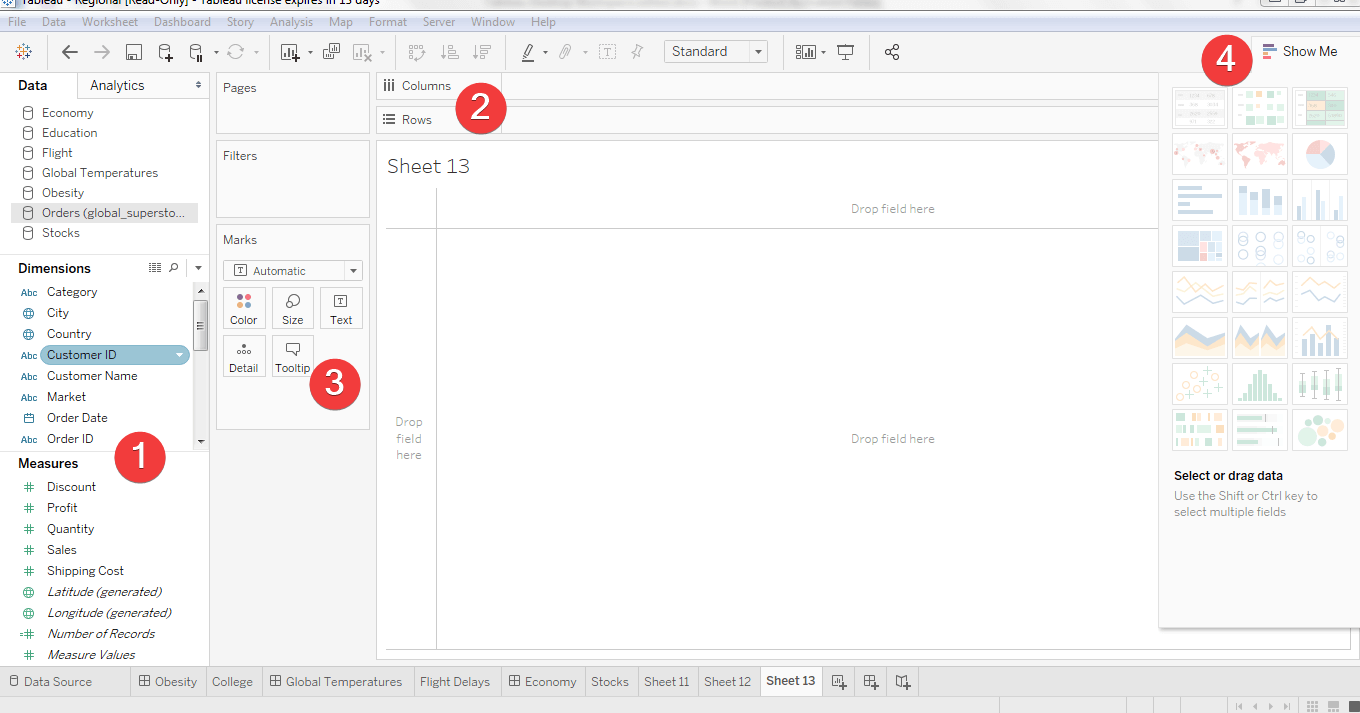 Tableau - Regional [Read-Only] - Tableau license expires in 13 days
File Data Worksheet Dashboard Story Analysis Map Format Server Window Help
Standard
4
Show Me
Data
Analytics
Economy
Education
Flight
Global Temperatures
Obesity
Orders (global_supersto...
Stocks
Dimensions
Abc Category
City
Country
Abc Customer ID
Abc Customer Name
Abc Market
Order Date
Abc Order ID
1
Measures
Discount
Profit
Quantity
Sales
Shipping Cost
Latitude (generated)
Longitude (generated)
Number of Records
Measure Values
Pages
Filters
Marks
Automatic
Color Size Text
Detail Tooltip
3
Columns
2
Rows
Sheet 13
Drop field here
Drop
field
here
Drop field here
Select or drag data
Use the Shift or Ctrl key to
select multiple fields
Data Source Obesity College Global Temperatures Flight Delays Economy Stocks Sheet 11 Sheet 12 Sheet 13